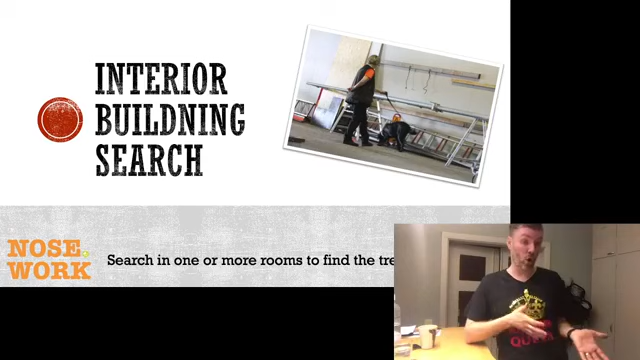 INTERIOR
BUILDNING
SEARCH
NOSE
WORK
Search in one or more rooms to find the tre